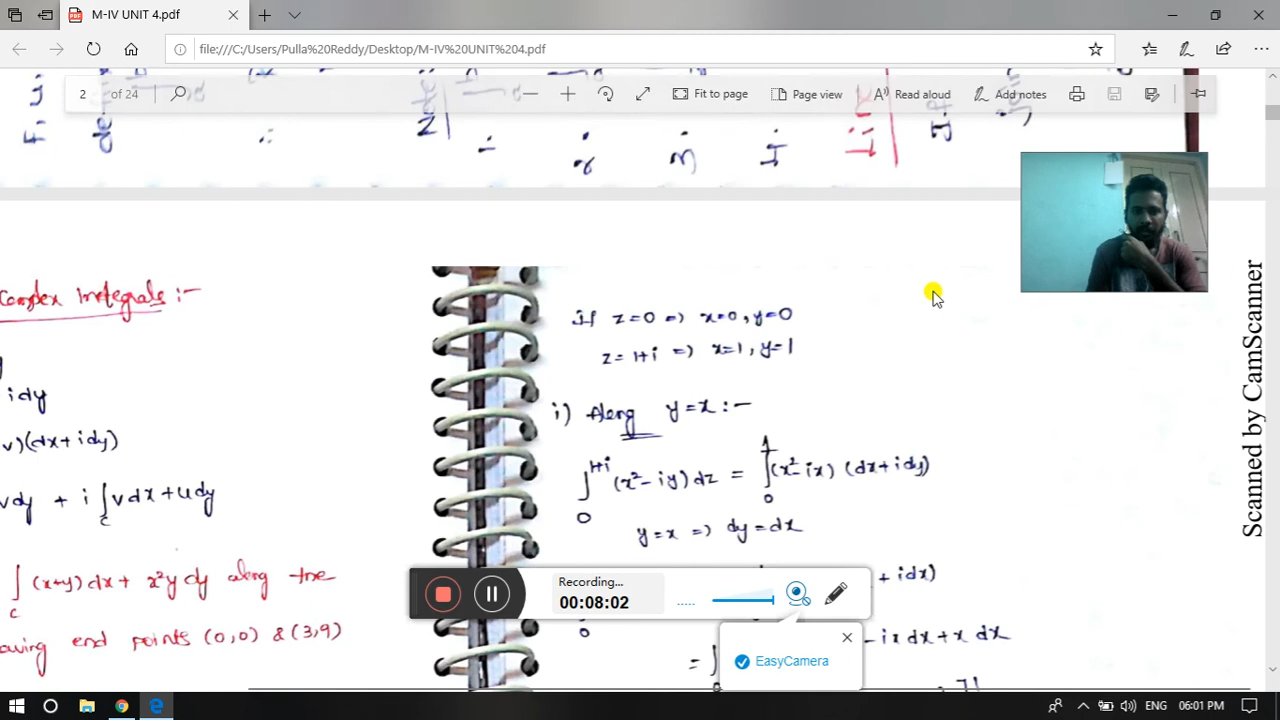 M-IV UNIT 4.pdf
file:///C:/Users/Pulla%20Reddy/Desktop/M-IV%20UNIT%204.pdf
2 of 24
Fit to page
Page view
Read aloud
Add notes
Complex Integrals :-
idy
v)(dx+idy)
vdy + i ∫c vdx + udy
∫c (x+y) dx + x²y dy along the
having end points (0,0) & (3,9)
If z=0 => x=0, y=0
z=1+i => x=1, y=1
i) Along y=x :-
∫₀¹⁺ⁱ (x²-iy) dz = ∫₀¹ (x²-ix) (dx+idy)
y=x => dy=dx
+ idx)
- ix dx + x dx
= ∫
Scanned by CamScanner
Recording...
00:08:02
EasyCamera
ENG 06:01 PM